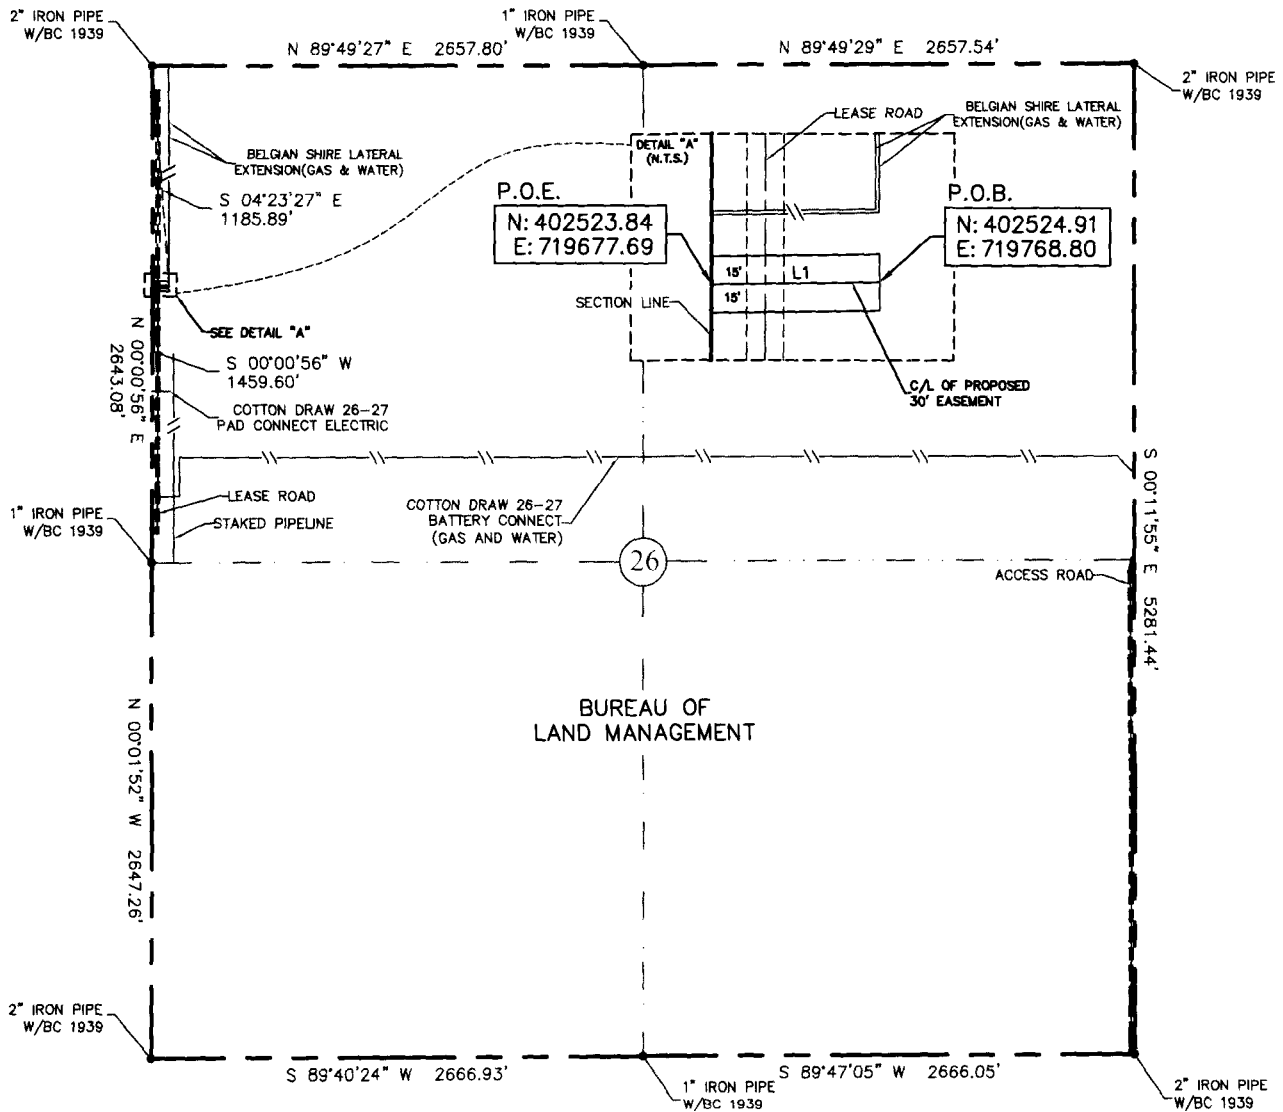 2" IRON PIPE
W/BC 1939
1" IRON PIPE
W/BC 1939
N 89°49'27" E 2657.80'
N 89°49'29" E 2657.54'
2" IRON PIPE
W/BC 1939
BELGIAN SHIRE LATERAL
EXTENSION(GAS & WATER)
S 04°23'27" E
1185.89'
DETAIL "A"
(N.T.S.)
LEASE ROAD
BELGIAN SHIRE LATERAL
EXTENSION(GAS & WATER)
P.O.E.
N: 402523.84
E: 719677.69
P.O.B.
N: 402524.91
E: 719768.80
15'
L1
15'
SECTION LINE
C/L OF PROPOSED
30' EASEMENT
SEE DETAIL "A"
S 00°00'56" W
1459.60'
N 00°00'56" E
2643.08'
COTTON DRAW 26-27
PAD CONNECT ELECTRIC
LEASE ROAD
STAKED PIPELINE
COTTON DRAW 26-27
BATTERY CONNECT
(GAS AND WATER)
1" IRON PIPE
W/BC 1939
26
ACCESS ROAD
S 00°11'55" E 5281.44'
BUREAU OF
LAND MANAGEMENT
N 00°01'52" W 2647.26'
2" IRON PIPE
W/BC 1939
S 89°40'24" W 2666.93'
1" IRON PIPE
W/BC 1939
S 89°47'05" W 2666.05'
2" IRON PIPE
W/BC 1939